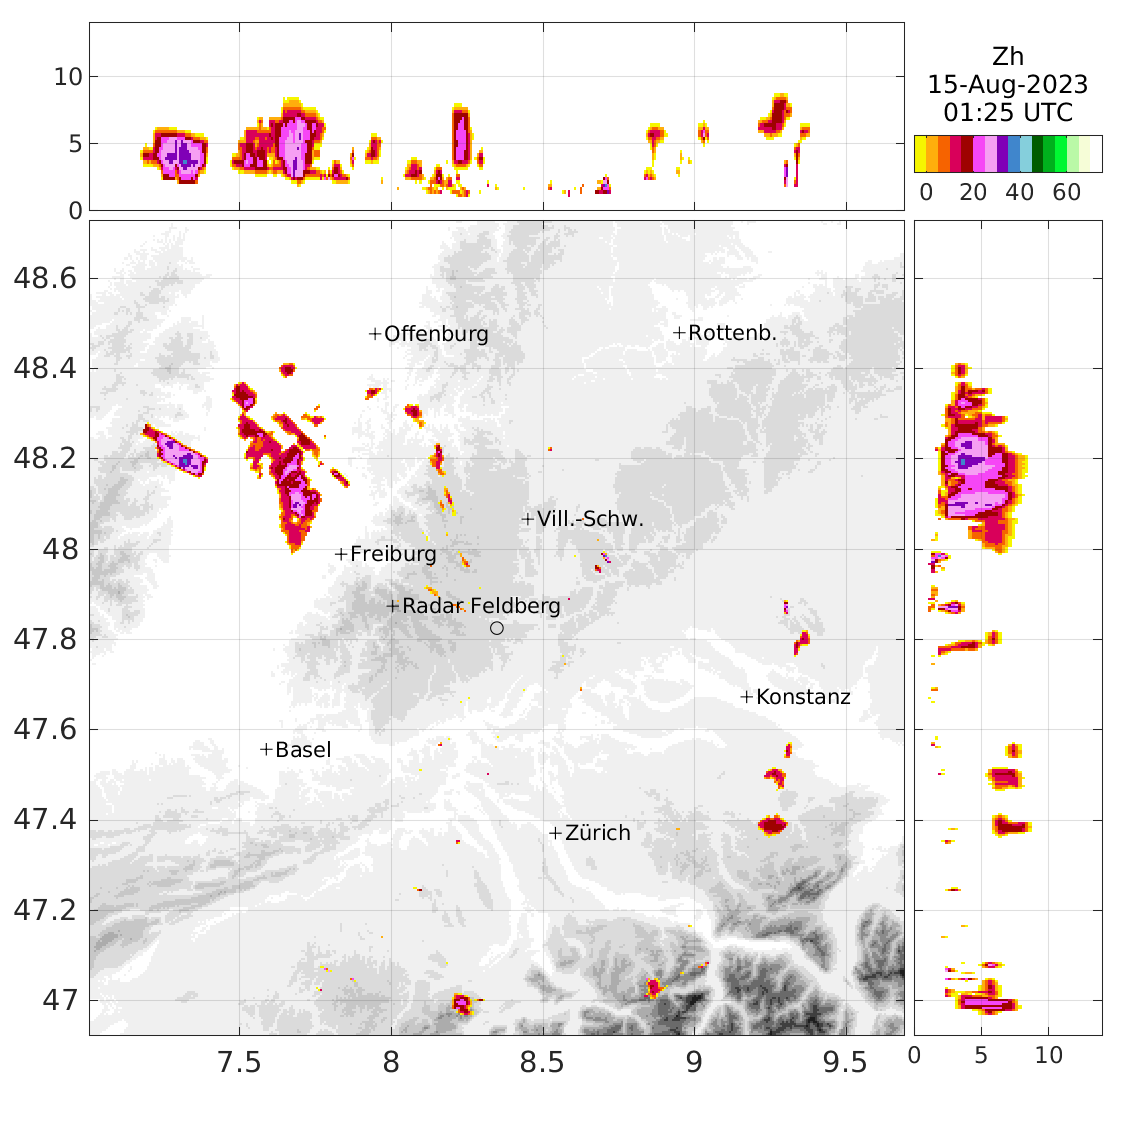 10
5
0
Zh
15-Aug-2023
01:25 UTC
0 20 40 60
48.6
48.4
48.2
48
47.8
47.6
47.4
47.2
47
Offenburg
Rottenb.
Vill.-Schw.
Freiburg
Radar Feldberg
Konstanz
Basel
Zürich
7.5 8 8.5 9 9.5
0 5 10